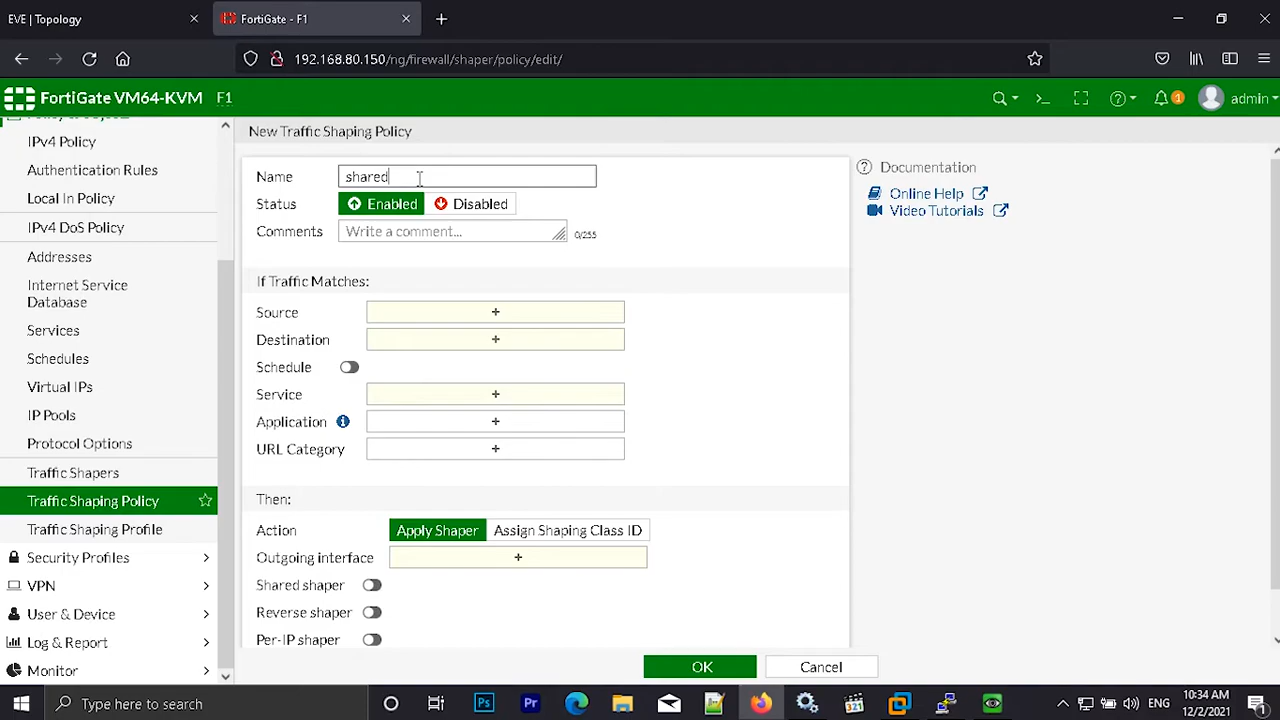 EVE | Topology
FortiGate - F1
192.168.80.150/ng/firewall/shaper/policy/edit/
FortiGate VM64-KVM F1
1 admin
IPv4 Policy
Authentication Rules
Local In Policy
IPv4 DoS Policy
Addresses
Internet Service
Database
Services
Schedules
Virtual IPs
IP Pools
Protocol Options
Traffic Shapers
Traffic Shaping Policy
Traffic Shaping Profile
Security Profiles
VPN
User & Device
Log & Report
Monitor
New Traffic Shaping Policy
Name shared
Status Enabled Disabled
Comments Write a comment... 0/255
If Traffic Matches:
Source
Destination
Schedule
Service
Application
URL Category
Then:
Action Apply Shaper Assign Shaping Class ID
Outgoing interface
Shared shaper
Reverse shaper
Per-IP shaper
OK Cancel
Documentation
Online Help
Video Tutorials
Type here to search
Ps Pr 321
ENG
10:34 AM
12/2/2021
1